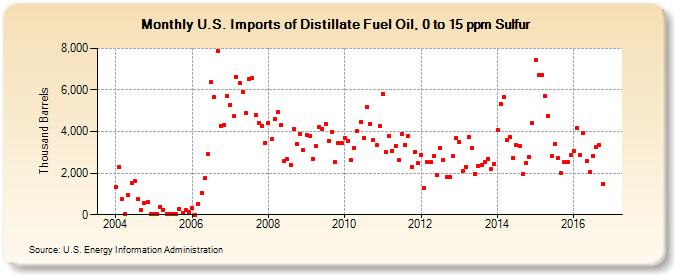 Monthly U.S. Imports of Distillate Fuel Oil, 0 to 15 ppm Sulfur
Thousand Barrels
8,000
6,000
4,000
2,000
0
2004 2006 2008 2010 2012 2014 2016
Source: U.S. Energy Information Administration